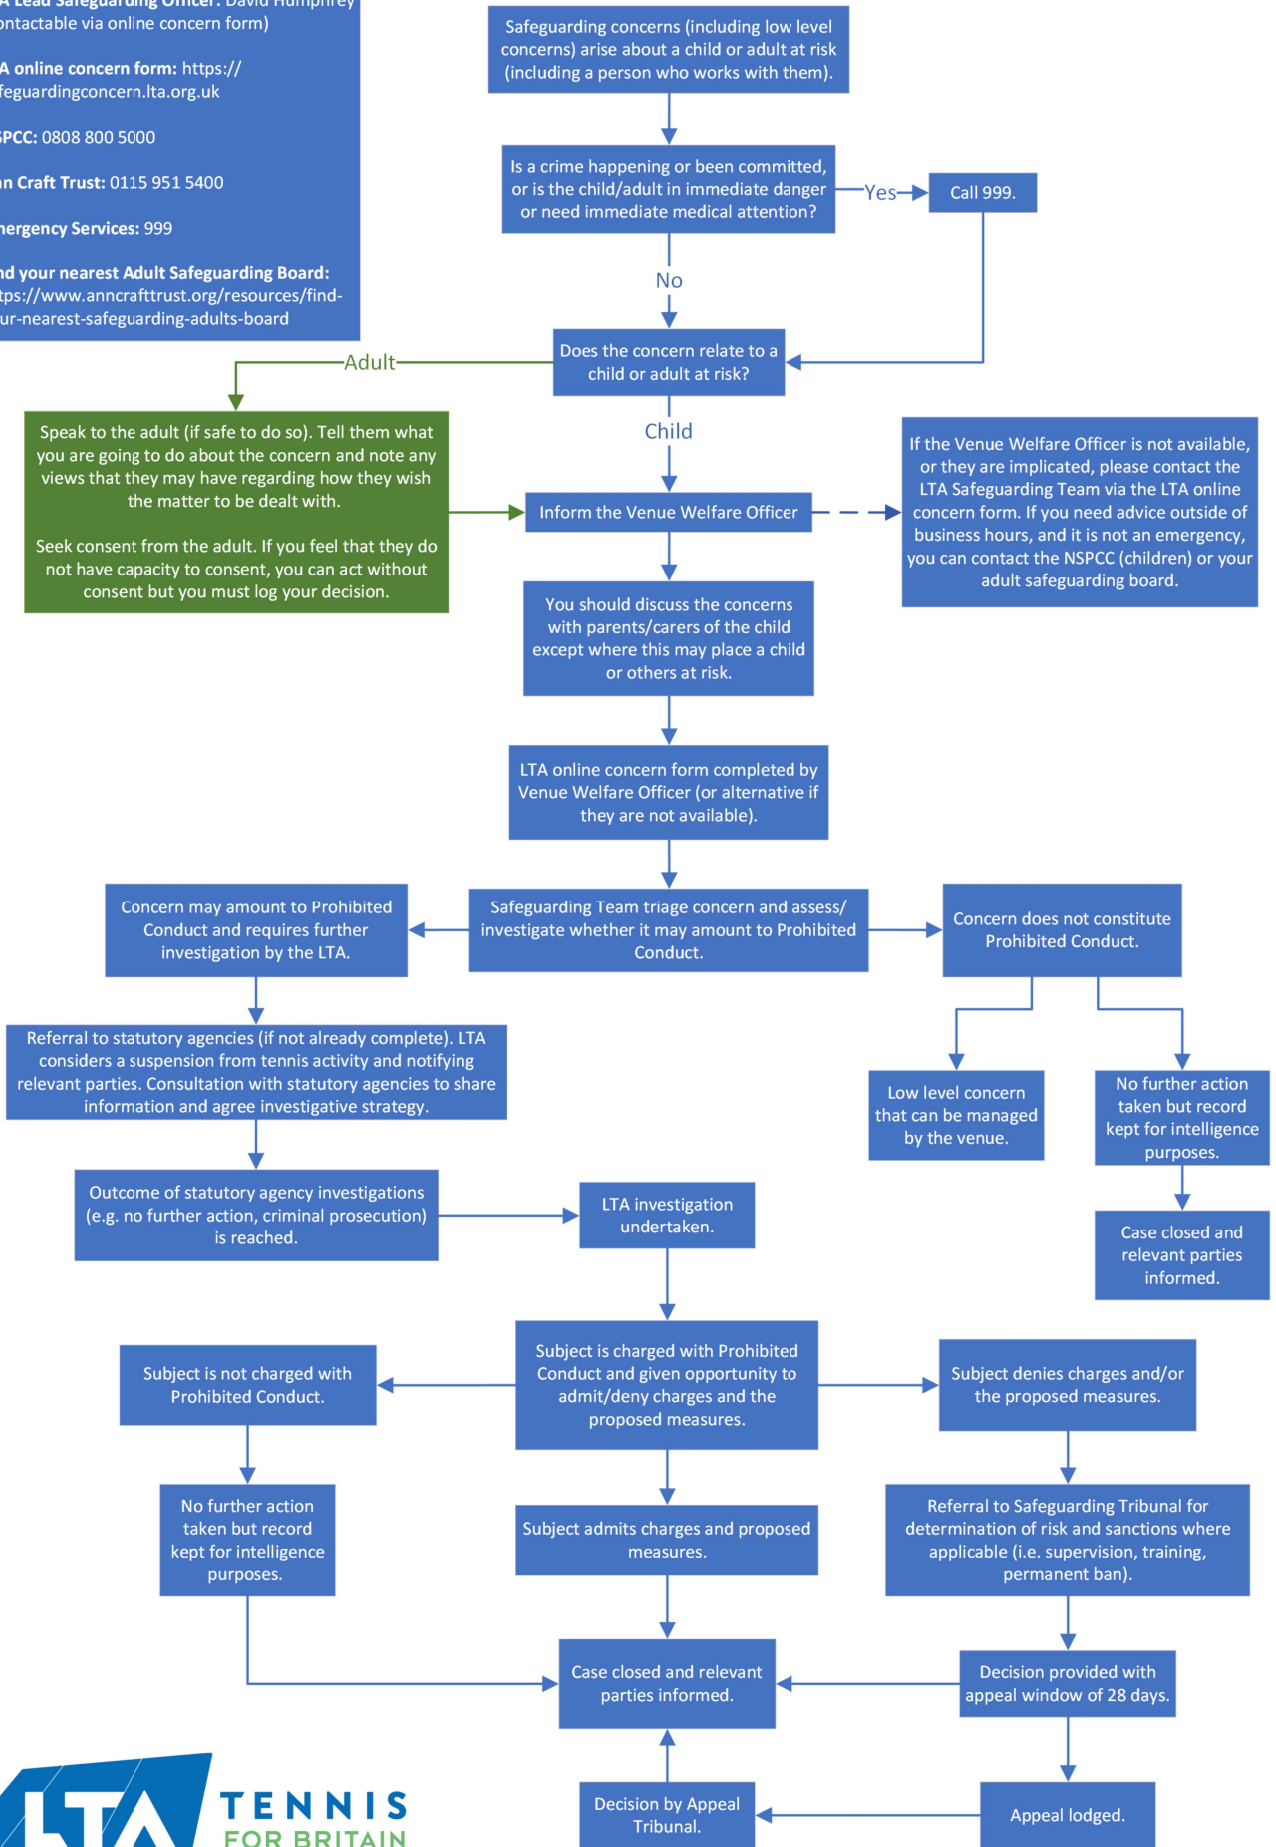 Lead Safeguarding Officer: David Humphrey
contactable via online concern form)
online concern form: https://
safeguardingconcern.lta.org.uk
NSPCC: 0808 800 5000
Ann Craft Trust: 0115 951 5400
Emergency Services: 999
Find your nearest Adult Safeguarding Board:
https://www.anncrafttrust.org/resources/find-
your-nearest-safeguarding-adults-board
Safeguarding concerns (including low level
concerns) arise about a child or adult at risk
(including a person who works with them).
Is a crime happening or been committed,
or is the child/adult in immediate danger
or need immediate medical attention?
Yes
Call 999.
No
Does the concern relate to a
child or adult at risk?
Adult
Child
Speak to the adult (if safe to do so). Tell them what
you are going to do about the concern and note any
views that they may have regarding how they wish
the matter to be dealt with.
Seek consent from the adult. If you feel that they do
not have capacity to consent, you can act without
consent but you must log your decision.
Inform the Venue Welfare Officer
If the Venue Welfare Officer is not available,
or they are implicated, please contact the
LTA Safeguarding Team via the LTA online
concern form. If you need advice outside of
business hours, and it is not an emergency,
you can contact the NSPCC (children) or your
adult safeguarding board.
You should discuss the concerns
with parents/carers of the child
except where this may place a child
or others at risk.
LTA online concern form completed by
Venue Welfare Officer (or alternative if
they are not available).
Safeguarding Team triage concern and assess/
investigate whether it may amount to Prohibited
Conduct.
Concern may amount to Prohibited
Conduct and requires further
investigation by the LTA.
Concern does not constitute
Prohibited Conduct.
Referral to statutory agencies (if not already complete). LTA
considers a suspension from tennis activity and notifying
relevant parties. Consultation with statutory agencies to share
information and agree investigative strategy.
Low level concern
that can be managed
by the venue.
No further action
taken but record
kept for intelligence
purposes.
Outcome of statutory agency investigations
(e.g. no further action, criminal prosecution)
is reached.
LTA investigation
undertaken.
Case closed and
relevant parties
informed.
Subject is not charged with
Prohibited Conduct.
Subject is charged with Prohibited
Conduct and given opportunity to
admit/deny charges and the
proposed measures.
Subject denies charges and/or
the proposed measures.
No further action
taken but record
kept for intelligence
purposes.
Subject admits charges and proposed
measures.
Referral to Safeguarding Tribunal for
determination of risk and sanctions where
applicable (i.e. supervision, training,
permanent ban).
Case closed and relevant
parties informed.
Decision provided with
appeal window of 28 days.
Decision by Appeal
Tribunal.
Appeal lodged.
LTA
TENNIS
FOR BRITAIN